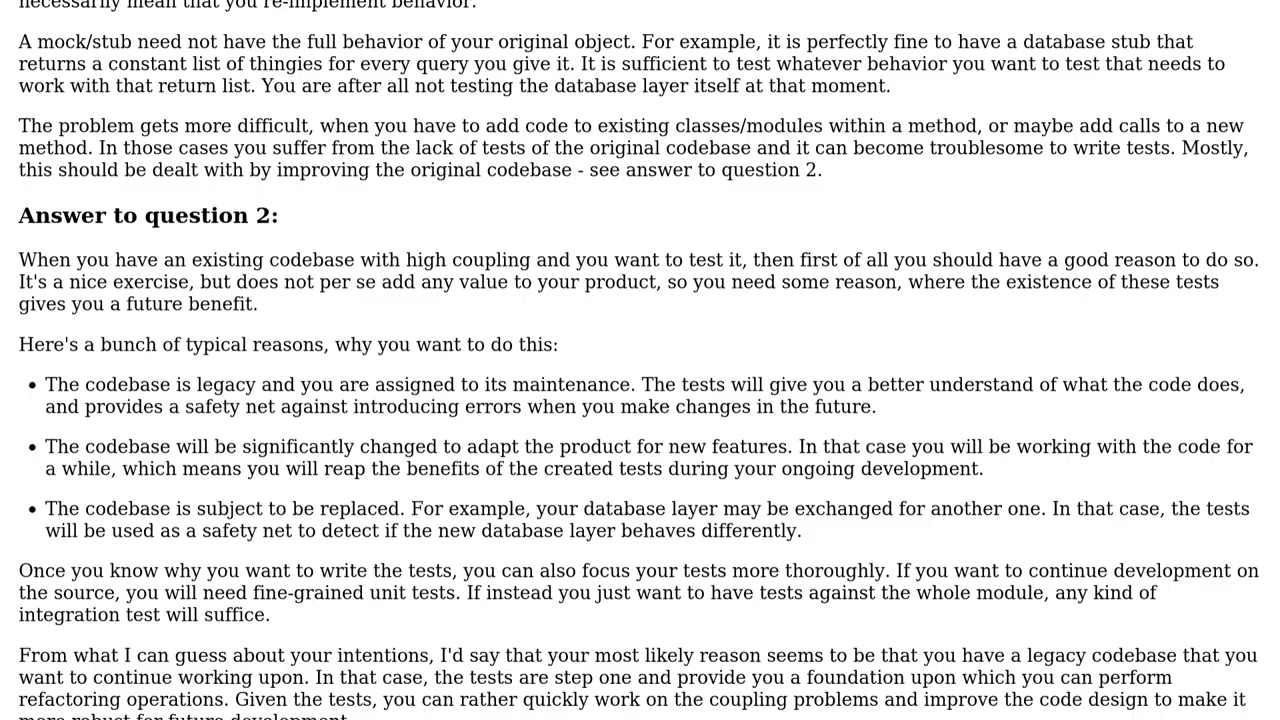 necessarily mean that you re-implement behavior.
A mock/stub need not have the full behavior of your original object. For example, it is perfectly fine to have a database stub that
returns a constant list of thingies for every query you give it. It is sufficient to test whatever behavior you want to test that needs to
work with that return list. You are after all not testing the database layer itself at that moment.
The problem gets more difficult, when you have to add code to existing classes/modules within a method, or maybe add calls to a new
method. In those cases you suffer from the lack of tests of the original codebase and it can become troublesome to write tests. Mostly,
this should be dealt with by improving the original codebase - see answer to question 2.
Answer to question 2:
When you have an existing codebase with high coupling and you want to test it, then first of all you should have a good reason to do so.
It's a nice exercise, but does not per se add any value to your product, so you need some reason, where the existence of these tests
gives you a future benefit.
Here's a bunch of typical reasons, why you want to do this:
• The codebase is legacy and you are assigned to its maintenance. The tests will give you a better understand of what the code does,
and provides a safety net against introducing errors when you make changes in the future.
• The codebase will be significantly changed to adapt the product for new features. In that case you will be working with the code for
a while, which means you will reap the benefits of the created tests during your ongoing development.
• The codebase is subject to be replaced. For example, your database layer may be exchanged for another one. In that case, the tests
will be used as a safety net to detect if the new database layer behaves differently.
Once you know why you want to write the tests, you can also focus your tests more thoroughly. If you want to continue development on
the source, you will need fine-grained unit tests. If instead you just want to have tests against the whole module, any kind of
integration test will suffice.
From what I can guess about your intentions, I'd say that your most likely reason seems to be that you have a legacy codebase that you
want to continue working upon. In that case, the tests are step one and provide you a foundation upon which you can perform
refactoring operations. Given the tests, you can rather quickly work on the coupling problems and improve the code design to make it
more robust for future development.